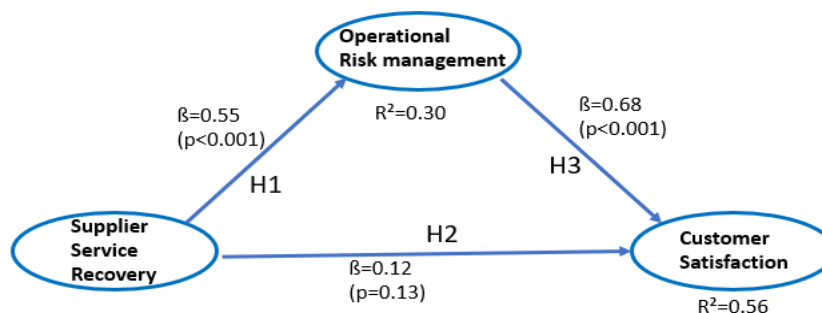 Operational
Risk management
R²=0.30
ß=0.55
(p<0.001)
ß=0.68
(p<0.001)
H1
H3
Supplier
Service
Recovery
H2
ß=0.12
(p=0.13)
Customer
Satisfaction
R²=0.56